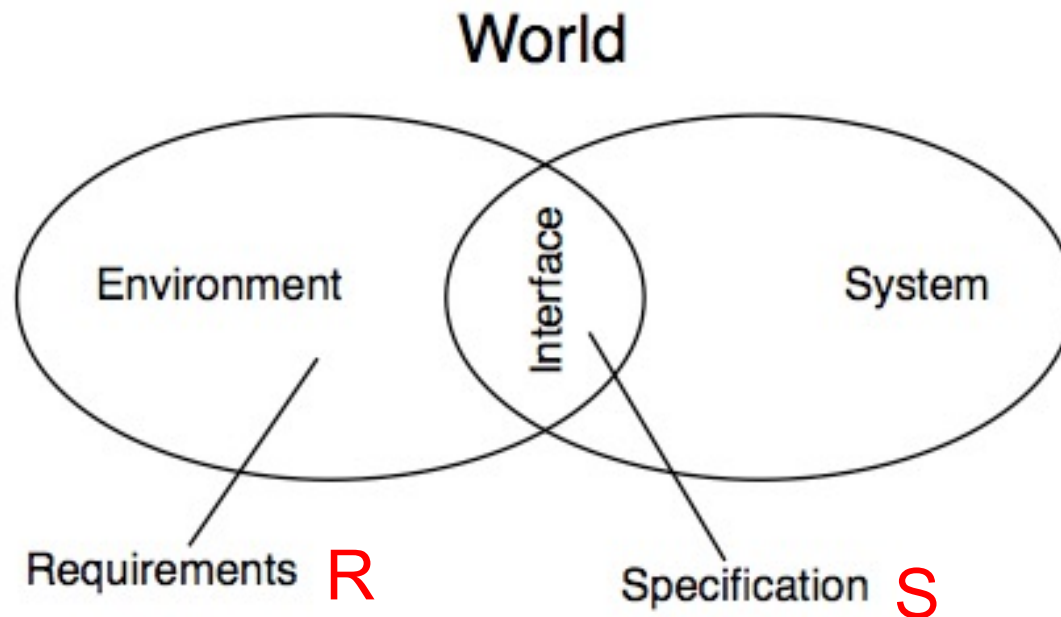 World
Environment
Interface
System
Requirements R
Specification S